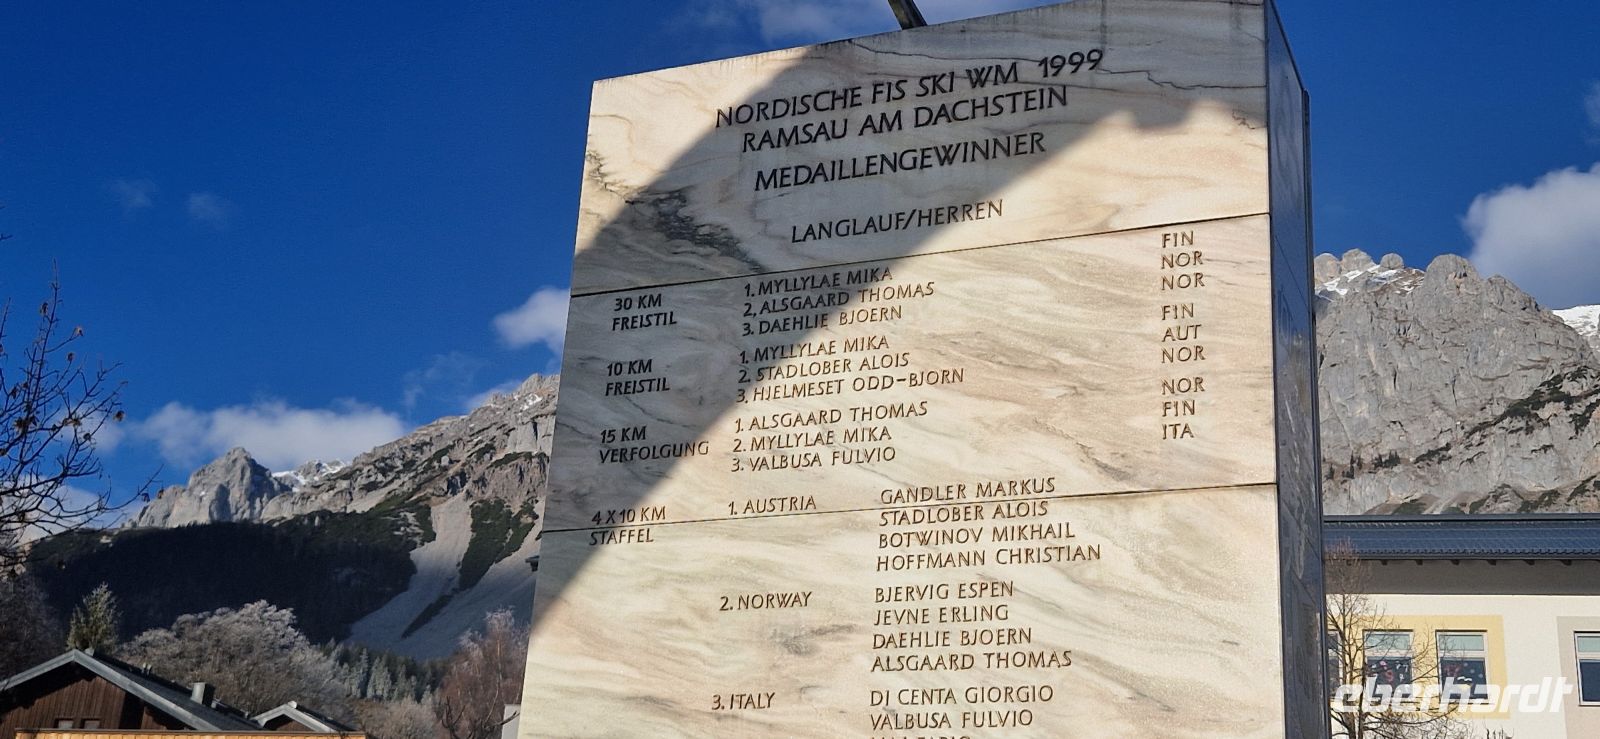 NORDISCHE FIS SKI WM 1999
RAMSAU AM DACHSTEIN
MEDAILLENGEWINNER
LANGLAUF/HERREN
30 KM FREISTIL
1. MYLLYLAE MIKA FIN
2, ALSGAARD THOMAS NOR
3. DAEHLIE BJOERN NOR
10 KM FREISTIL
1. MYLLYLAE MIKA FIN
2. STADLOBER ALOIS AUT
3, HJELMESET ODD-BJORN NOR
15 KM VERFOLGUNG
1. ALSGAARD THOMAS NOR
2. MYLLYLAE MIKA FIN
3. VALBUSA FULVIO ITA
4 X 10 KM STAFFEL
1. AUSTRIA GANDLER MARKUS
STADLOBER ALOIS
BOTWINOV MIKHAIL
HOFFMANN CHRISTIAN
2. NORWAY BJERVIG ESPEN
JEVNE ERLING
DAEHLIE BJOERN
ALSGAARD THOMAS
3. ITALY DI CENTA GIORGIO
VALBUSA FULVIO
eberhardt
TRAVEL